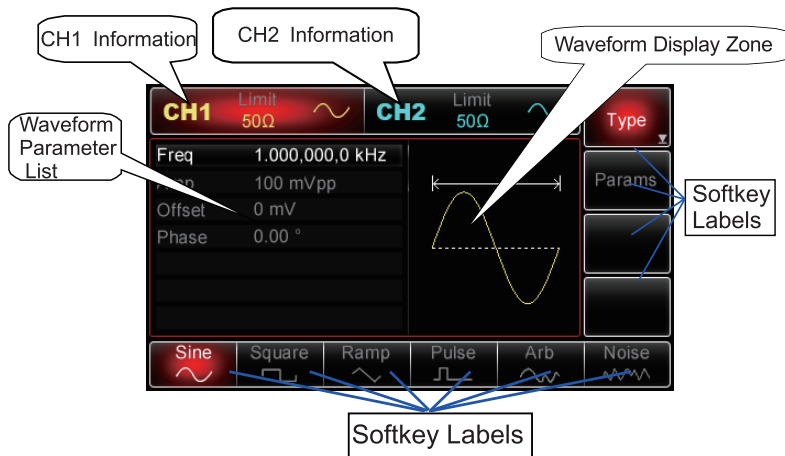 CH1 Information
CH2 Information
Waveform Display Zone
CH1
Limit
50Ω
CH2
Limit
50Ω
Type
Waveform
Parameter
List
Freq 1.000,000,0 kHz
Amp 100 mVpp
Offset 0 mV
Phase 0.00 °
Params
Softkey
Labels
Sine
Square
Ramp
Pulse
Arb
Noise
Softkey Labels